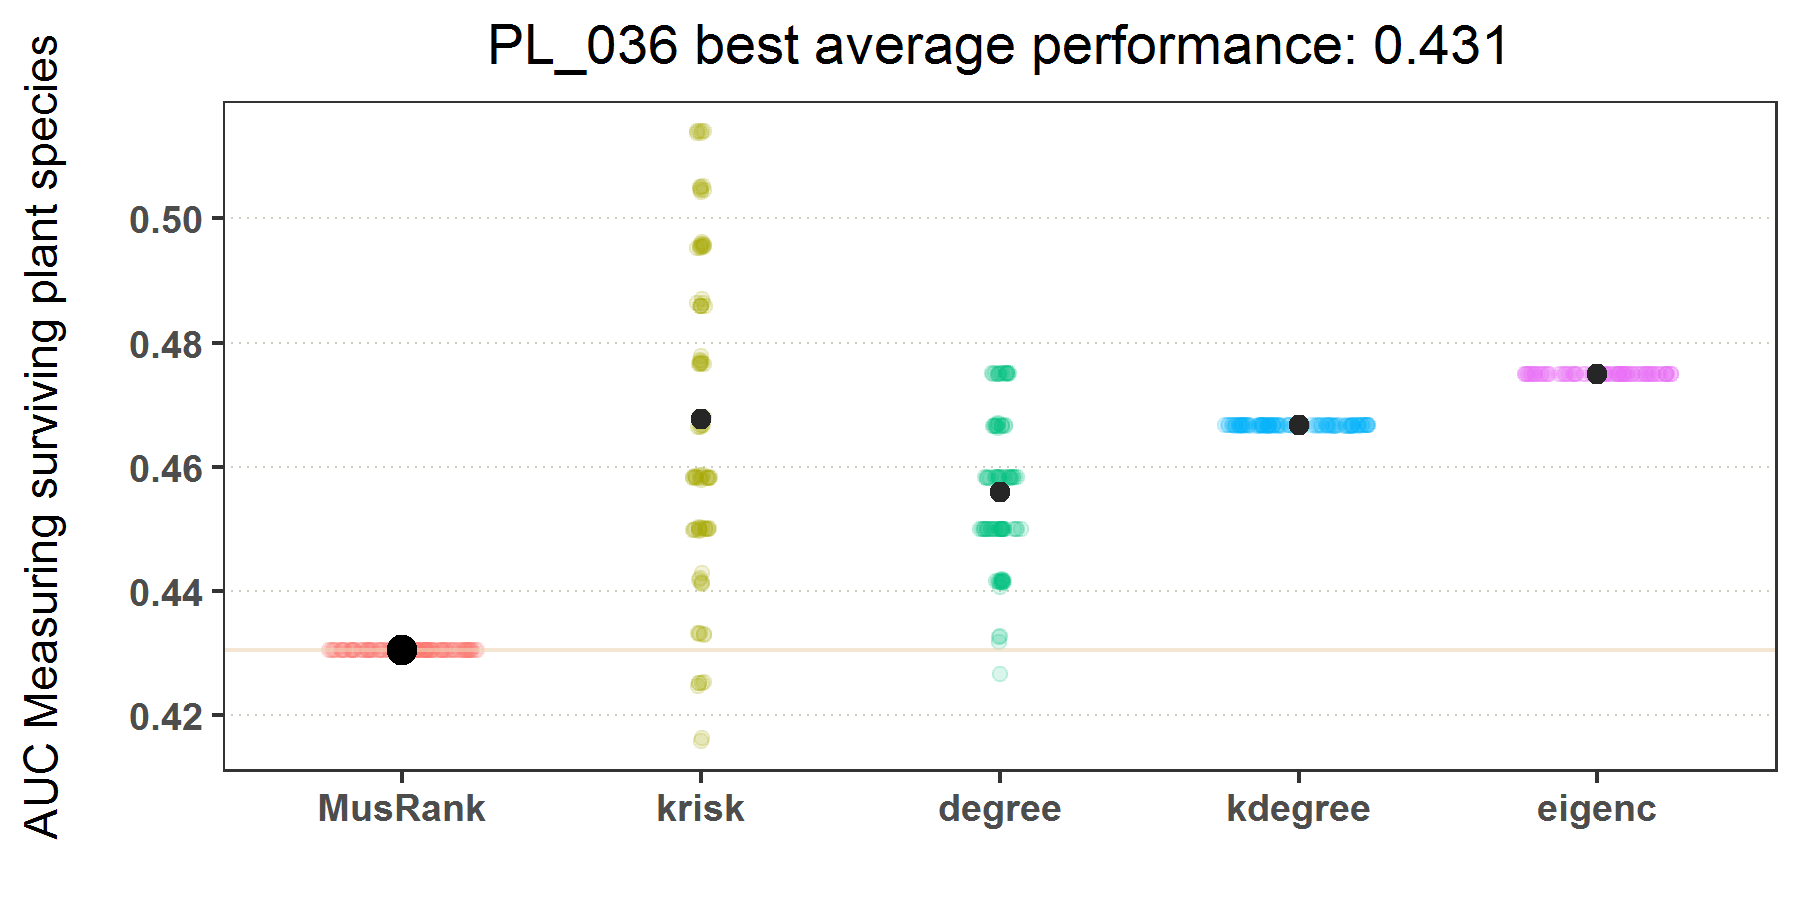 PL_036 best average performance: 0.431
AUC Measuring surviving plant species
0.50
0.48
0.46
0.44
0.42
MusRank krisk degree kdegree eigenc